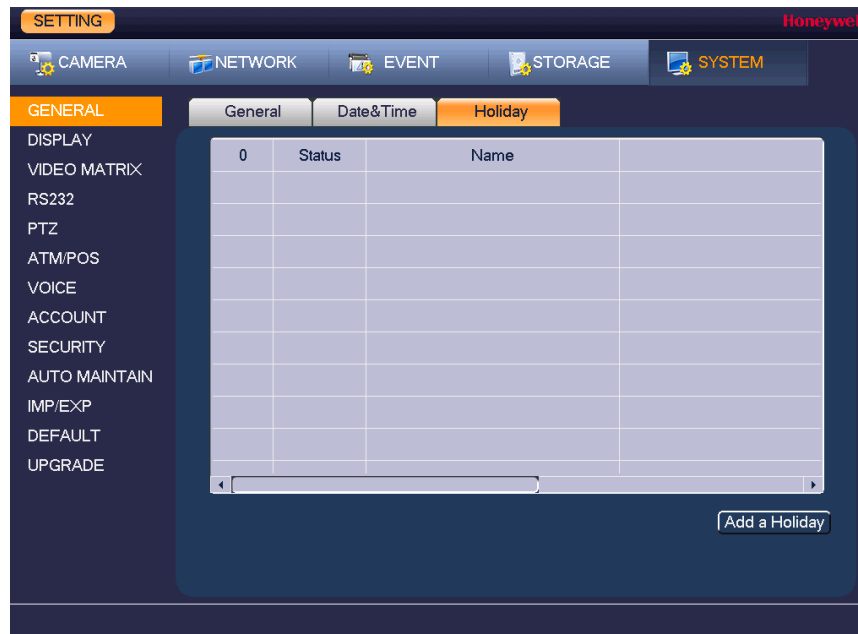 SETTING
Honeywel
CAMERA NETWORK EVENT STORAGE SYSTEM
GENERAL
DISPLAY
VIDEO MATRIX
RS232
PTZ
ATM/POS
VOICE
ACCOUNT
SECURITY
AUTO MAINTAIN
IMP/EXP
DEFAULT
UPGRADE
General Date&Time Holiday
0 Status Name
Add a Holiday